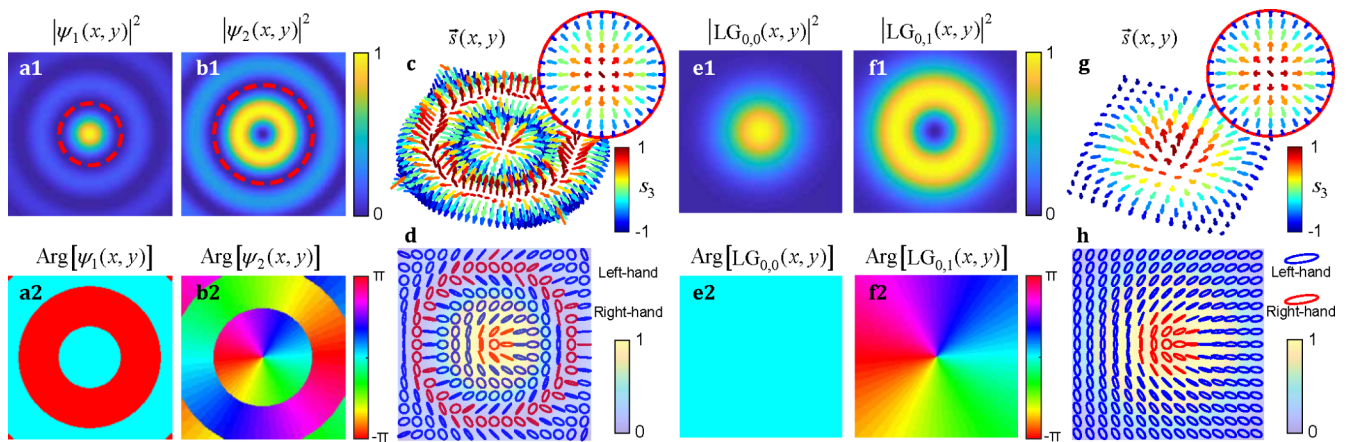 |ψ₁(x, y)|²
|ψ₂(x, y)|²
s⃗(x, y)
|LG₀,₀(x, y)|²
|LG₀,₁(x, y)|²
s⃗(x, y)
a1
b1
1
0
c
1
s₃
-1
e1
f1
1
0
g
1
s₃
-1
Arg[ψ₁(x, y)]
Arg[ψ₂(x, y)]
d
Arg[LG₀,₀(x, y)]
Arg[LG₀,₁(x, y)]
h
a2
b2
π
-π
Left-hand
Right-hand
1
0
e2
f2
π
-π
Left-hand
Right-hand
1
0